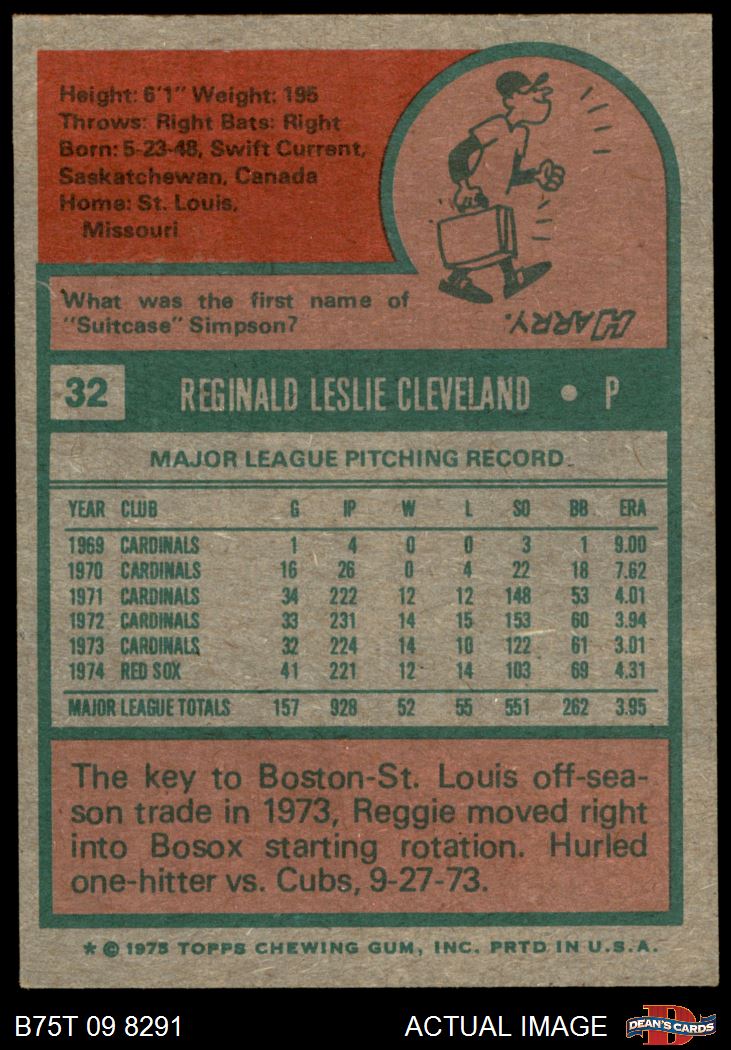 Height: 6'1" Weight: 195
Throws: Right Bats: Right
Born: 5-23-48, Swift Current,
Saskatchewan, Canada
Home: St. Louis,
Missouri
What was the first name of
"Suitcase" Simpson?
HARRY.
32 REGINALD LESLIE CLEVELAND • P
MAJOR LEAGUE PITCHING RECORD
YEAR CLUB G IP W L SO BB ERA
1969 CARDINALS 1 4 0 0 3 1 9.00
1970 CARDINALS 16 26 0 4 22 18 7.62
1971 CARDINALS 34 222 12 12 148 53 4.01
1972 CARDINALS 33 231 14 15 153 60 3.94
1973 CARDINALS 32 224 14 10 122 61 3.01
1974 RED SOX 41 221 12 14 103 69 4.31
MAJOR LEAGUE TOTALS 157 928 52 55 551 262 3.95
The key to Boston-St. Louis off-sea-
son trade in 1973, Reggie moved right
into Bosox starting rotation. Hurled
one-hitter vs. Cubs, 9-27-73.
* © 1975 TOPPS CHEWING GUM, INC. PRTD IN U.S.A.
B75T 09 8291 ACTUAL IMAGE D DEAN'S CARDS